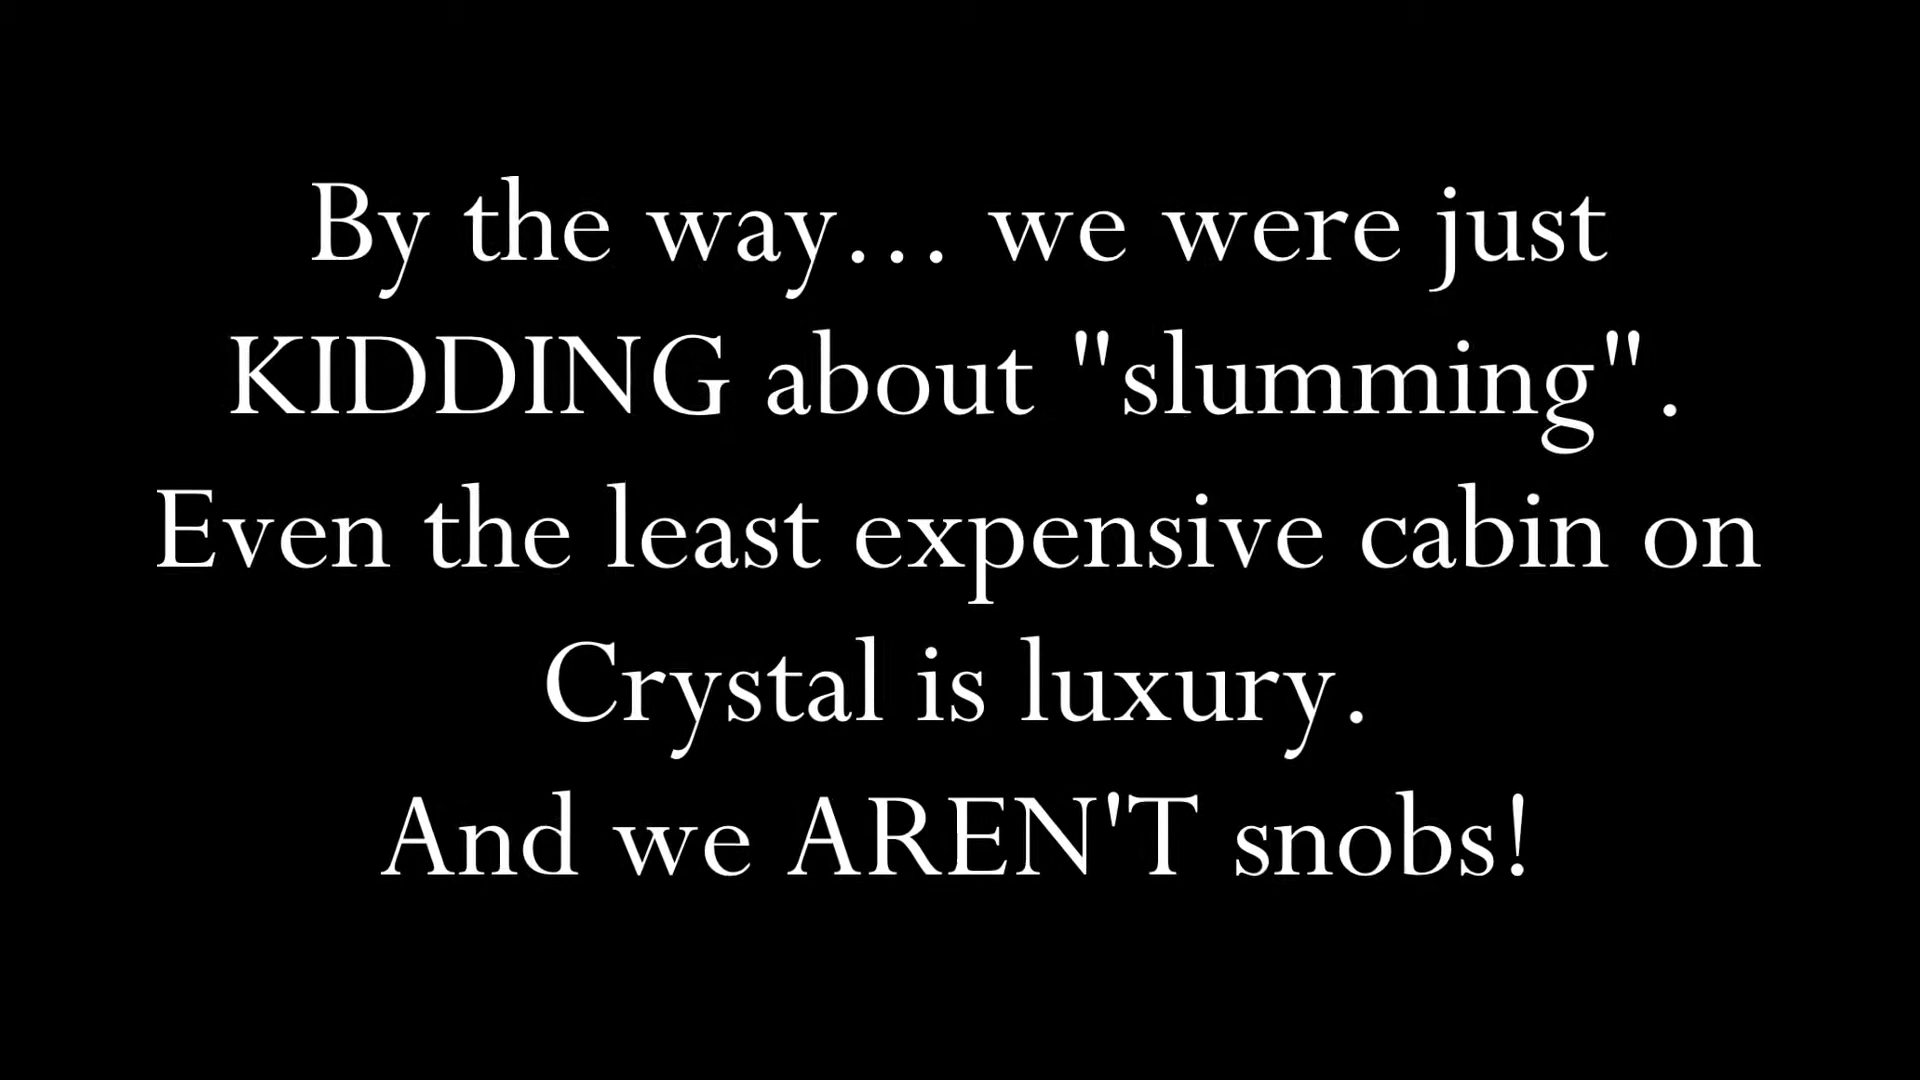 By the way... we were just
KIDDING about "slumming".
Even the least expensive cabin on
Crystal is luxury.
And we AREN'T snobs!